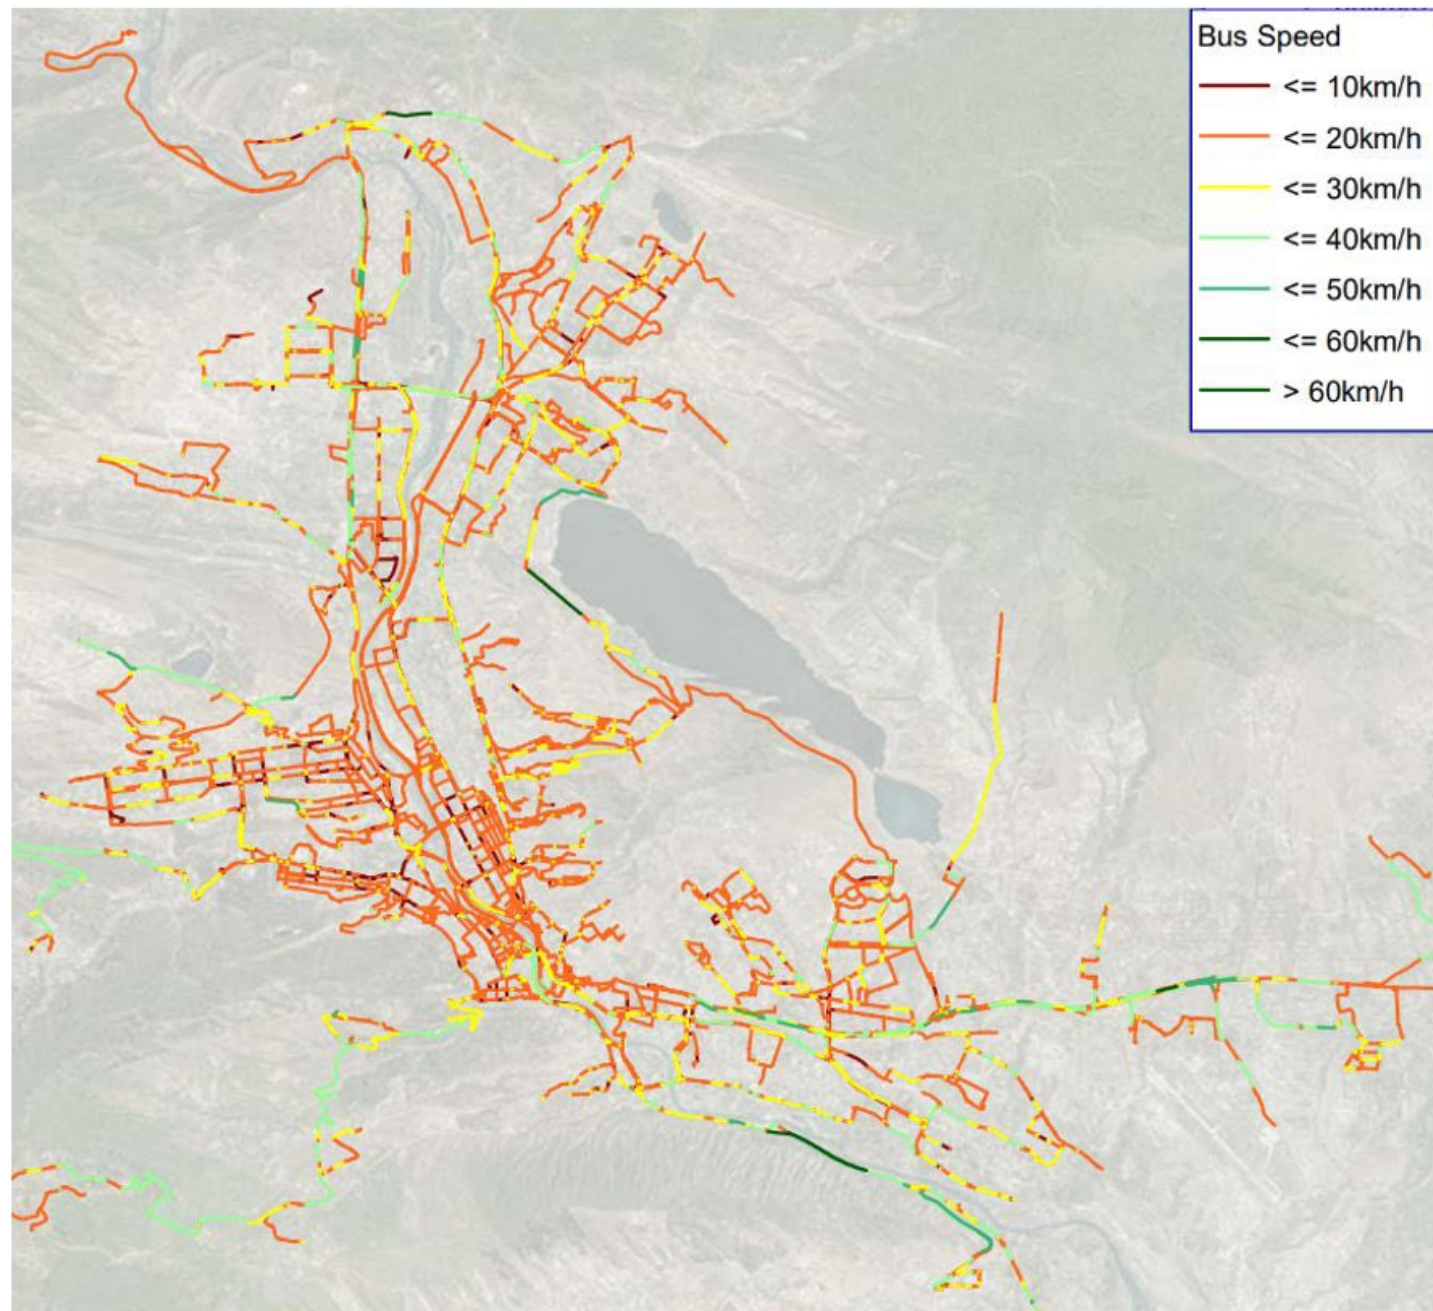 Bus Speed
<= 10km/h
<= 20km/h
<= 30km/h
<= 40km/h
<= 50km/h
<= 60km/h
> 60km/h